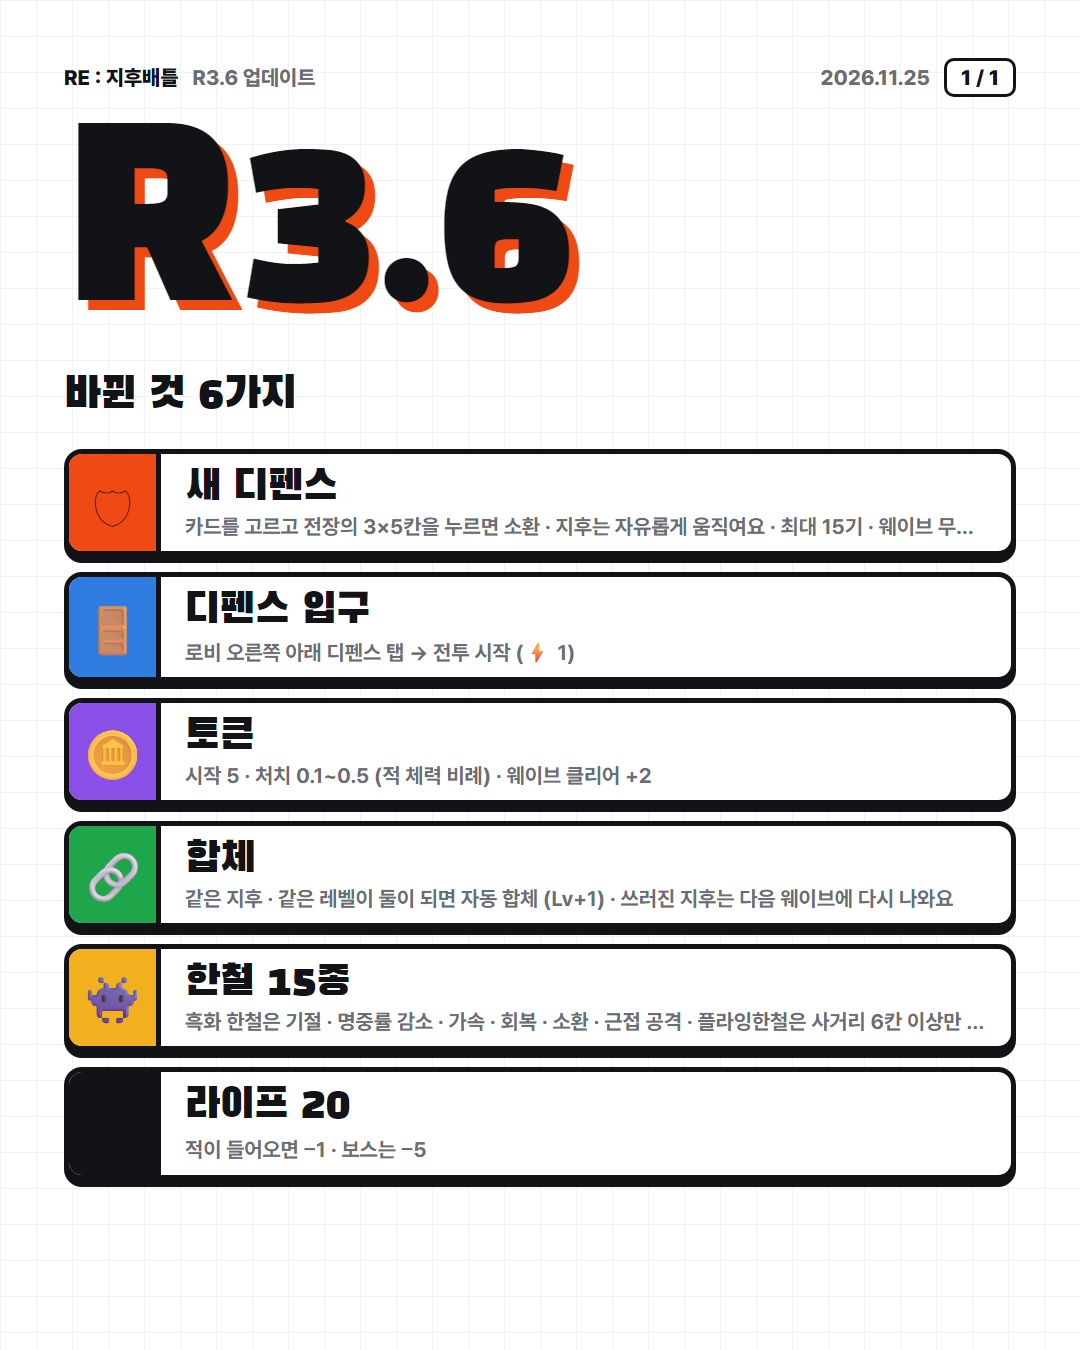 RE : 지후배틀 R3.6 업데이트 2026.11.25 1 / 1
R3.6
바뀐 것 6가지
새 디펜스
카드를 고르고 전장의 3×5칸을 누르면 소환 · 지후는 자유롭게 움직여요 · 최대 15기 · 웨이브 무...
디펜스 입구
로비 오른쪽 아래 디펜스 탭 → 전투 시작 (⚡ 1)
토큰
시작 5 · 처치 0.1~0.5 (적 체력 비례) · 웨이브 클리어 +2
합체
같은 지후 · 같은 레벨이 둘이 되면 자동 합체 (Lv+1) · 쓰러진 지후는 다음 웨이브에 다시 나와요
한철 15종
흑화 한철은 기절 · 명중률 감소 · 가속 · 회복 · 소환 · 근접 공격 · 플라잉한철은 사거리 6칸 이상만 ...
라이프 20
적이 들어오면 −1 · 보스는 −5